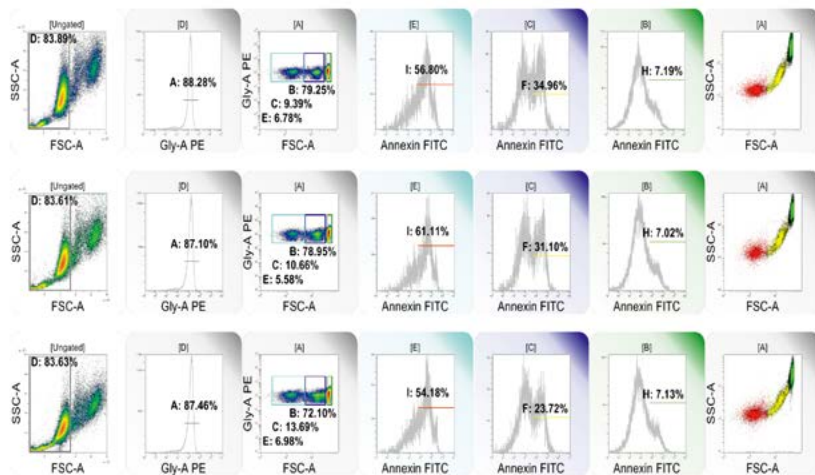 [Ungated] [D] [A] [E] [C] [B] [A]
D: 83.89%
A: 88.28%
B: 79.25%
C: 9.39%
E: 6.78%
I: 56.80%
F: 34.96%
H: 7.19%
SSC-A Gly-A PE SSC-A
FSC-A Gly-A PE FSC-A Annexin FITC Annexin FITC Annexin FITC FSC-A
[Ungated] [D] [A] [E] [C] [B] [A]
D: 83.61%
A: 87.10%
B: 78.95%
C: 10.66%
E: 5.58%
I: 61.11%
F: 31.10%
H: 7.02%
SSC-A Gly-A PE SSC-A
FSC-A Gly-A PE FSC-A Annexin FITC Annexin FITC Annexin FITC FSC-A
[Ungated] [D] [A] [E] [C] [B] [A]
D: 83.63%
A: 87.46%
B: 72.10%
C: 13.69%
E: 6.98%
I: 54.18%
F: 23.72%
H: 7.13%
SSC-A Gly-A PE SSC-A
FSC-A Gly-A PE FSC-A Annexin FITC Annexin FITC Annexin FITC FSC-A